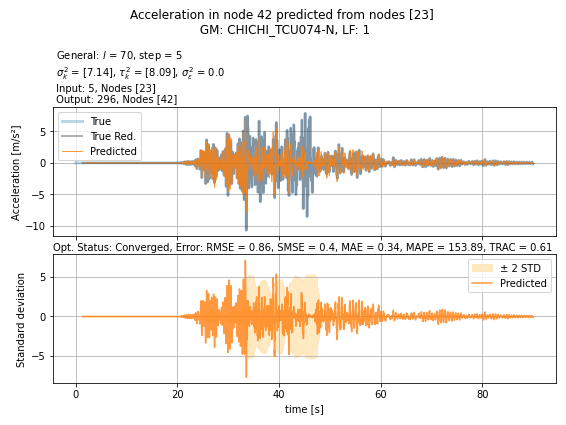 Acceleration in node 42 predicted from nodes [23]
GM: CHICHI_TCU074-N, LF: 1
General: l = 70, step = 5
σ²ₖ = [7.14], τ²ₖ = [8.09], σ²ε = 0.0
Input: 5, Nodes [23]
Output: 296, Nodes [42]
Acceleration [m/s²]
5
0
−5
−10
True
True Red.
Predicted
Opt. Status: Converged, Error: RMSE = 0.86, SMSE = 0.4, MAE = 0.34, MAPE = 153.89, TRAC = 0.61
Standard deviation
5
0
−5
± 2 STD
Predicted
0 20 40 60 80
time [s]